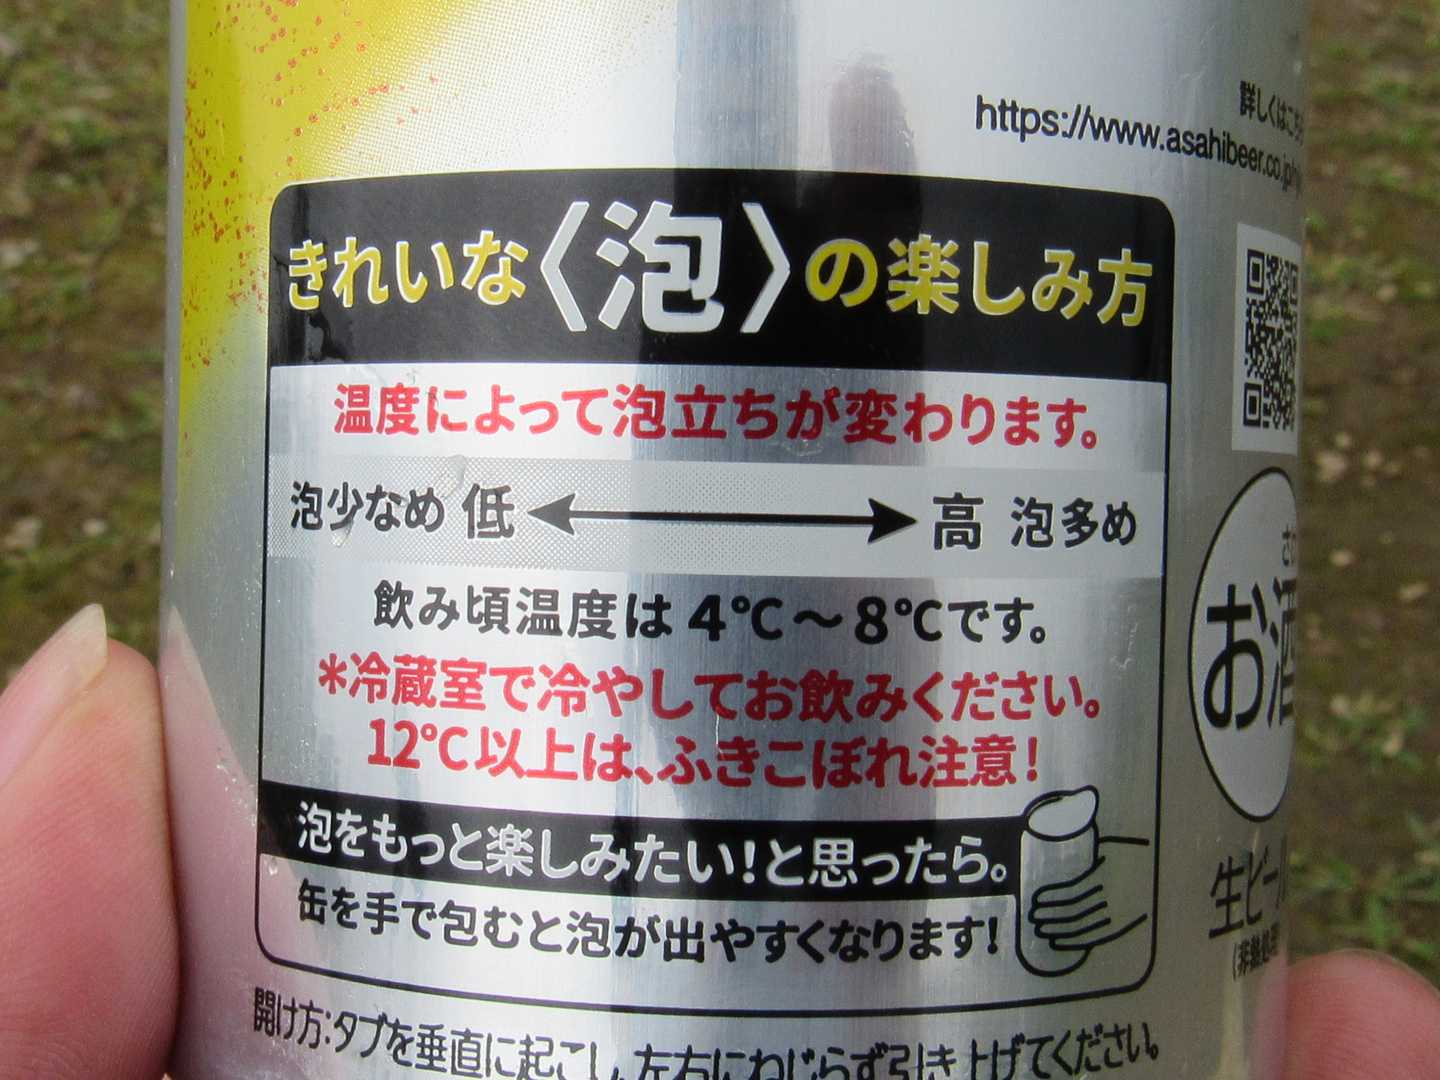 詳しくはこちら
https://www.asahibeer.co.jp/
きれいな〈泡〉の楽しみ方
温度によって泡立ちが変わります。
泡少なめ 低 ←→ 高 泡多め
飲み頃温度は4℃〜8℃です。
*冷蔵室で冷やしてお飲みください。
12℃以上は、ふきこぼれ注意!
泡をもっと楽しみたい!と思ったら。
缶を手で包むと泡が出やすくなります!
お酒
生ビール
(非熱処理)
開け方:タブを垂直に起こし、左右にねじらず引き上げてください。